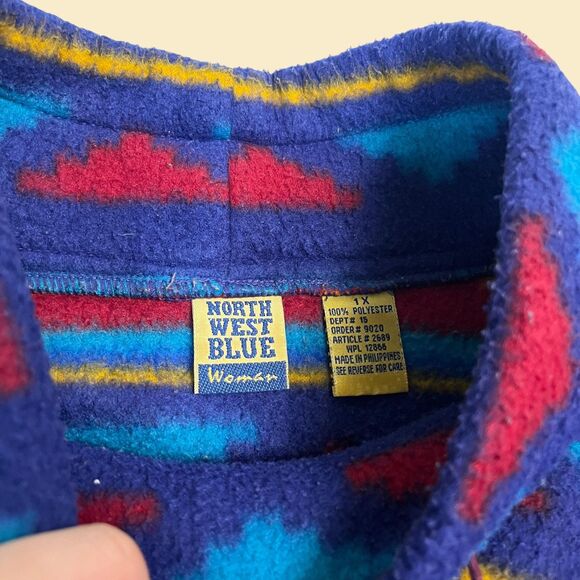 NORTH
WEST
BLUE
Woman
1X
100% POLYESTER
DEPT# 15
ORDER# 9020
ARTICLE # 2689
WPL 12866
MADE IN PHILIPPINES
SEE REVERSE FOR CARE